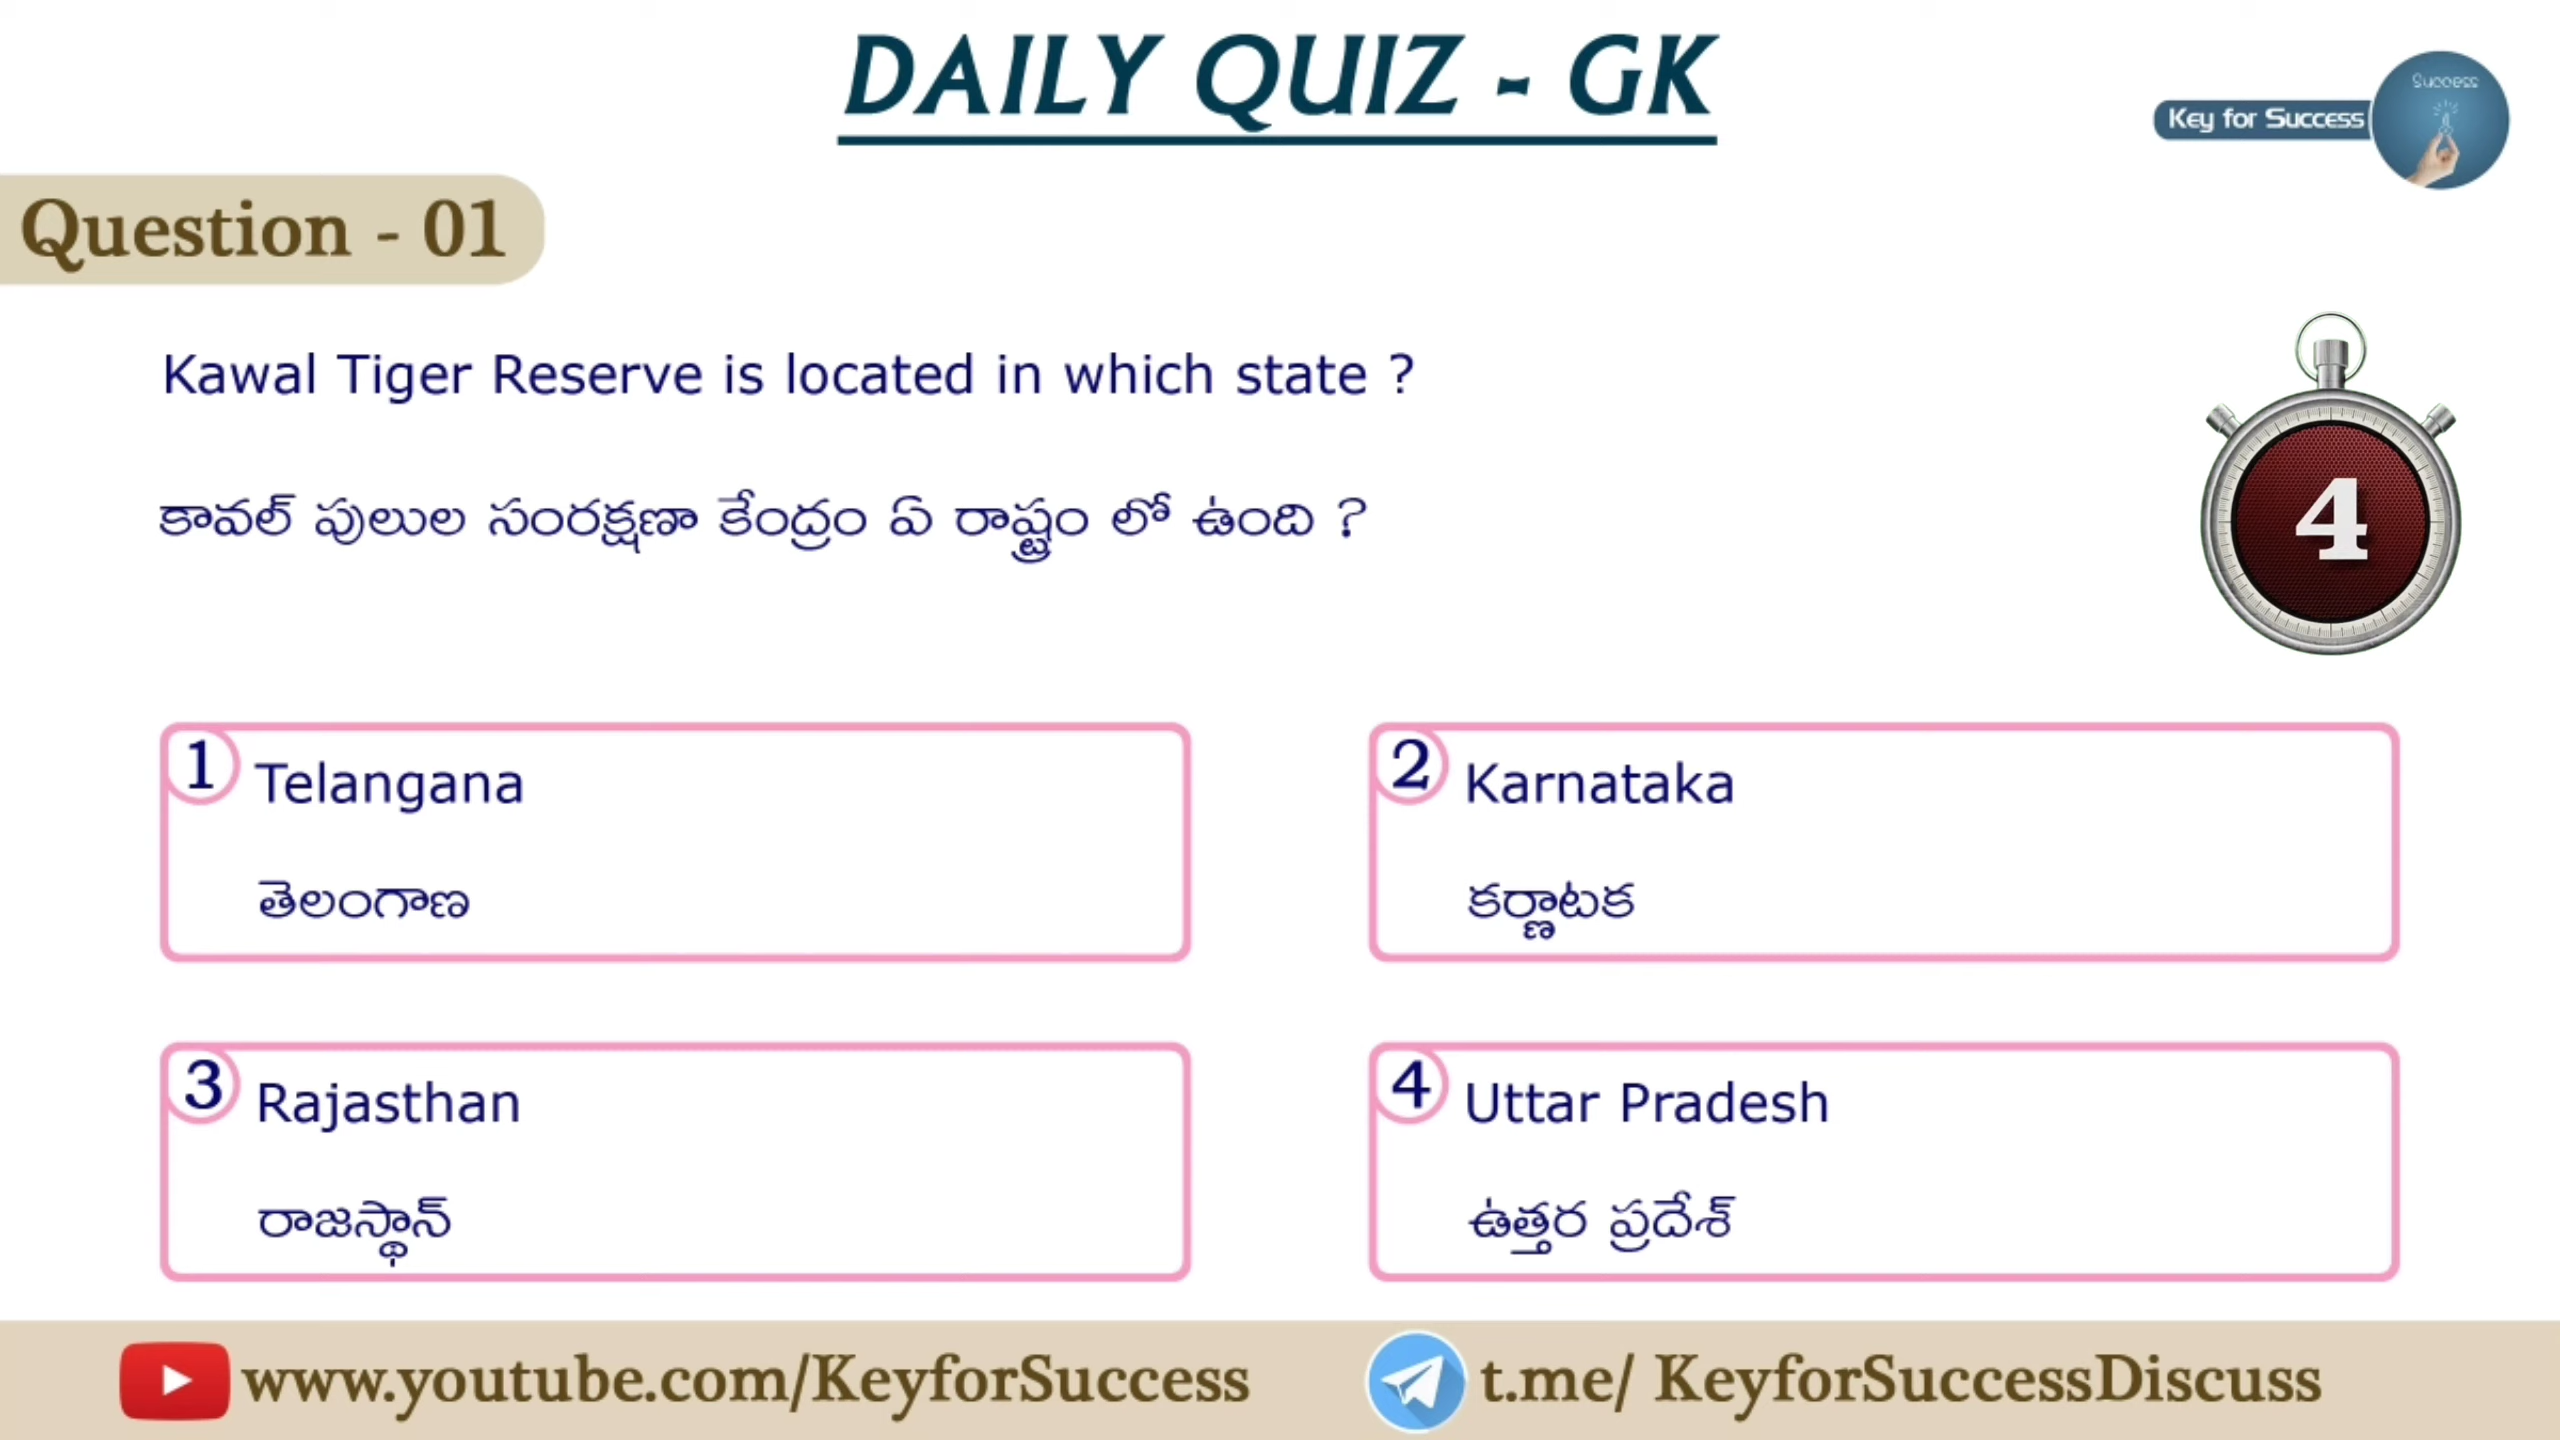 DAILY QUIZ - GK
Success
Key for Success
Question - 01
Kawal Tiger Reserve is located in which state ?
కావల్ పులుల సంరక్షణా కేంద్రం ఏ రాష్ట్రం లో ఉంది ?
4
1 Telangana
తెలంగాణ
2 Karnataka
కర్ణాటక
3 Rajasthan
రాజస్థాన్
4 Uttar Pradesh
ఉత్తర ప్రదేశ్
www.youtube.com/KeyforSuccess
t.me/ KeyforSuccessDiscuss